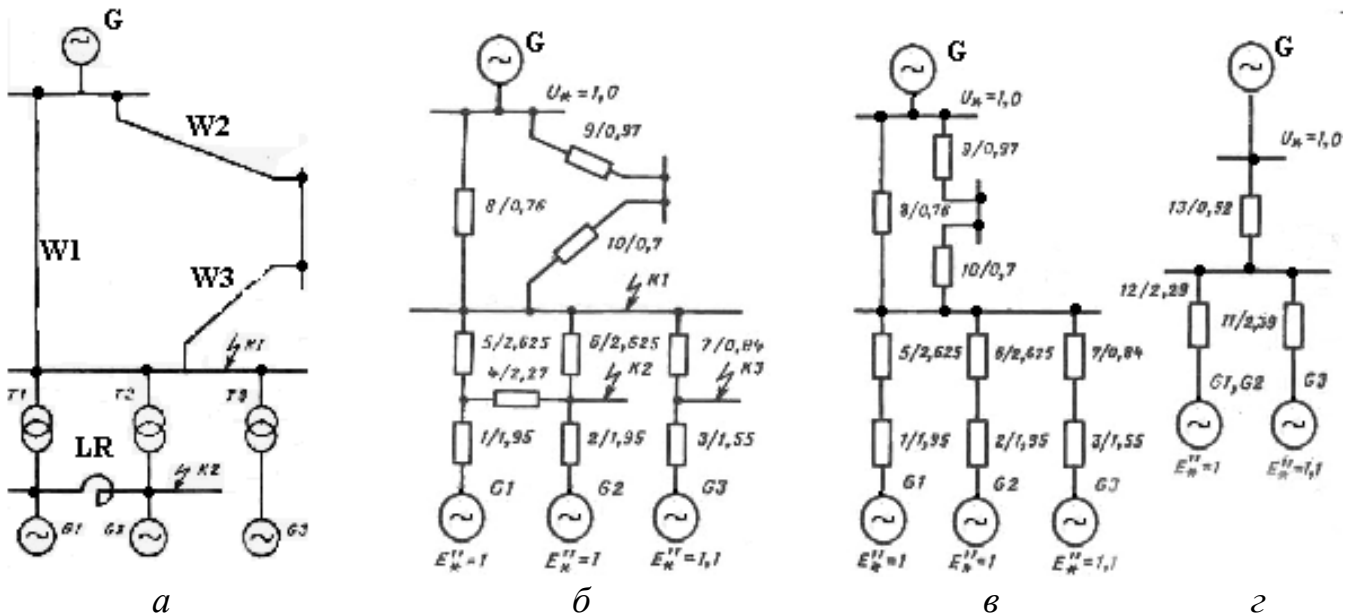 G
W2
W1
W3
K1
T1
T2
T3
LR
K2
G1
G2
G3
а
G
U*=1,0
9/0,97
8/0,76
10/0,7
K1
5/2,625
6/2,625
7/0,84
4/2,27
K2
K3
1/1,95
2/1,95
3/1,55
G1
G2
G3
E*"=1
E*"=1
E*"=1,1
б
G
U*=1,0
9/0,97
8/0,76
10/0,7
5/2,625
6/2,625
7/0,84
1/1,95
2/1,95
3/1,55
G1
G2
G3
E*"=1
E*"=1
E*"=1,1
в
G
U*=1,0
13/0,52
12/2,29
11/2,39
G1, G2
G3
E*"=1
E*"=1,1
г